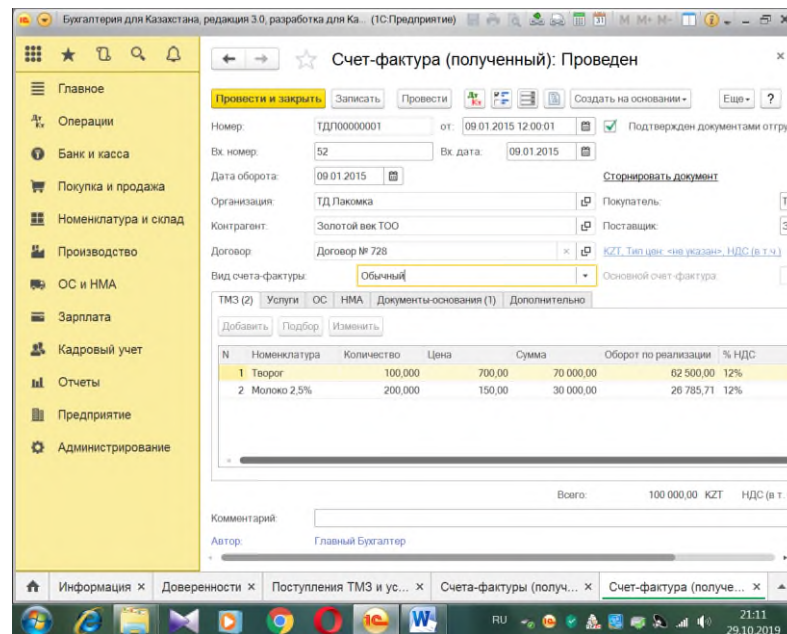 Бухгалтерия для Казахстана, редакция 3.0, разработка для Ка... (1С:Предприятие)
M M+ M-
Главное
Операции
Банк и касса
Покупка и продажа
Номенклатура и склад
Производство
ОС и НМА
Зарплата
Кадровый учет
Отчеты
Предприятие
Администрирование
Счет-фактура (полученный): Проведен
Провести и закрыть Записать Провести Создать на основании Еще ?
Номер: ТДП00000001 от: 09.01.2015 12:00:01 Подтвержден документами отгру
Вх. номер: 52 Вх. дата: 09.01.2015
Дата оборота: 09.01.2015 Сторнировать документ
Организация: ТД Лакомка Покупатель: Т
Контрагент: Золотой век ТОО Поставщик: З
Договор: Договор № 728 KZT, Тип цен: <не указан>, НДС (в т.ч.)
Вид счета-фактуры: Обычный Основной счет-фактура:
ТМЗ (2) Услуги ОС НМА Документы-основания (1) Дополнительно
Добавить Подбор Изменить
N Номенклатура Количество Цена Сумма Оборот по реализации % НДС
1 Творог 100,000 700,00 70 000,00 62 500,00 12%
2 Молоко 2,5% 200,000 150,00 30 000,00 26 785,71 12%
Всего: 100 000,00 KZT НДС (в т.
Комментарий:
Автор: Главный Бухгалтер
Информация × Доверенности × Поступления ТМЗ и ус... × Счета-фактуры (получ... × Счет-фактура (получе... ×
RU 21:11
29.10.2019